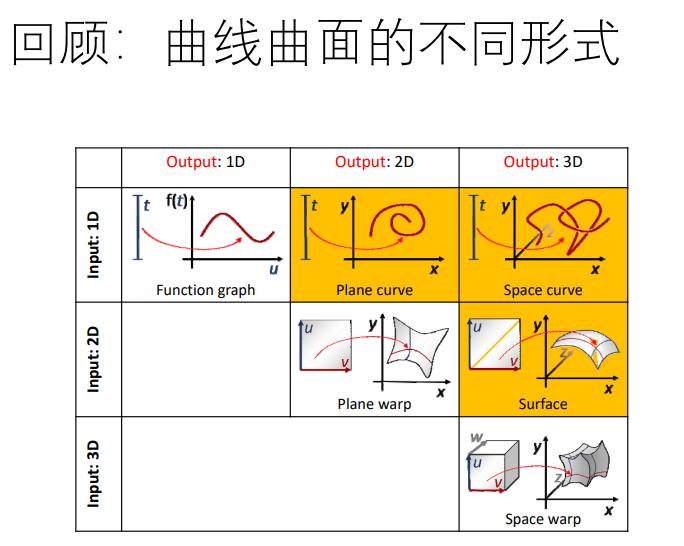 回顾：曲线曲面的不同形式
Output: 1D
Output: 2D
Output: 3D
Input: 1D
t
f(t)
u
Function graph
t
y
x
Plane curve
t
y
z
x
Space curve
Input: 2D
u
v
y
x
Plane warp
u
v
y
z
x
Surface
Input: 3D
w
u
v
y
z
x
Space warp